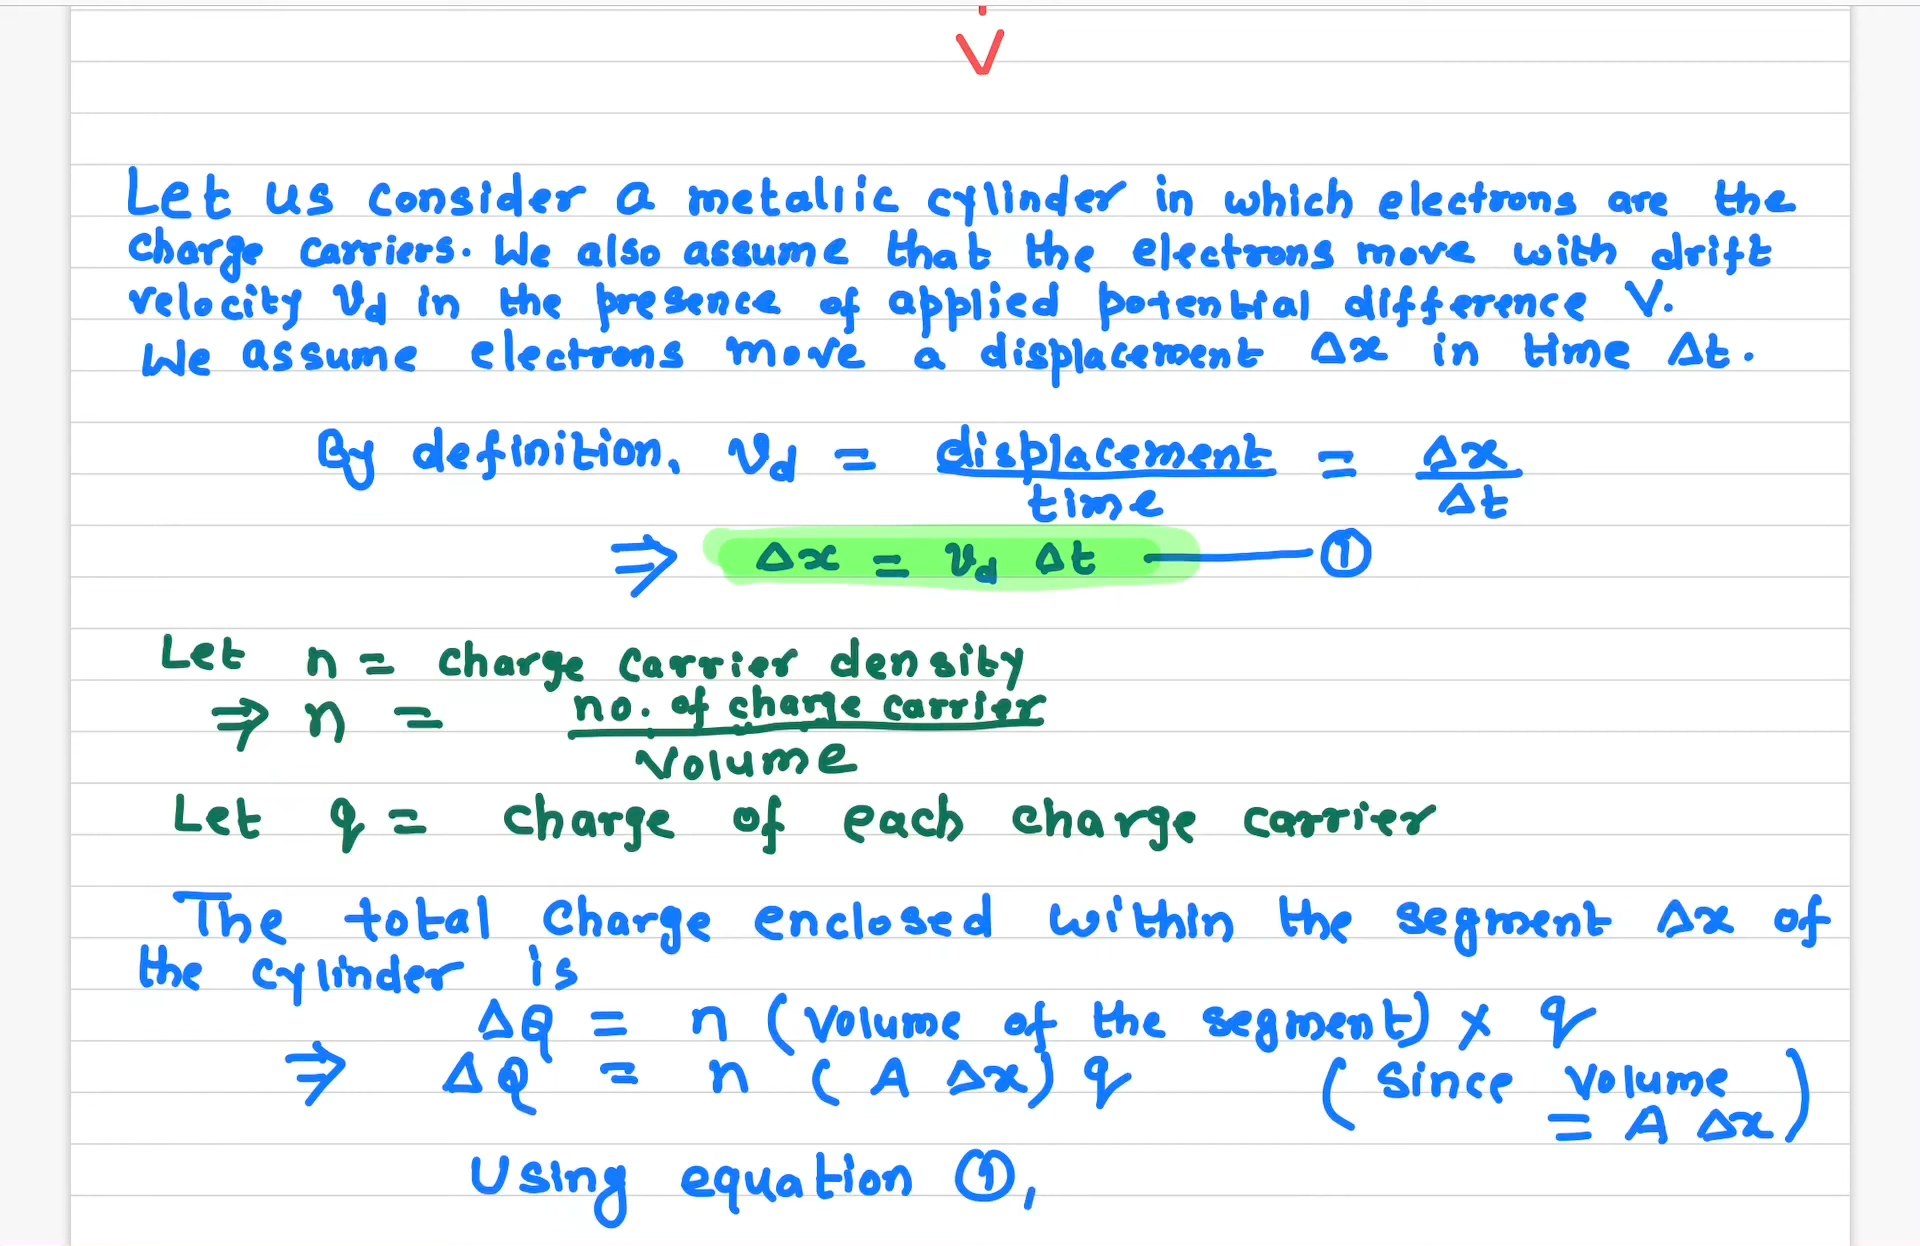 V
Let us consider a metallic cylinder in which electrons are the
charge carriers. We also assume that the electrons move with drift
velocity Vd in the presence of applied potential difference V.
We assume electrons move a displacement Δx in time Δt.
By definition, Vd = displacement/time = Δx/Δt
⇒ Δx = Vd Δt —— ①
Let n = charge carrier density
⇒ n = no. of charge carrier/Volume
Let q = charge of each charge carrier
The total charge enclosed within the segment Δx of
the cylinder is
ΔQ = n (volume of the segment) × q
⇒ ΔQ = n (A Δx) q (since volume = A Δx)
Using equation ①,